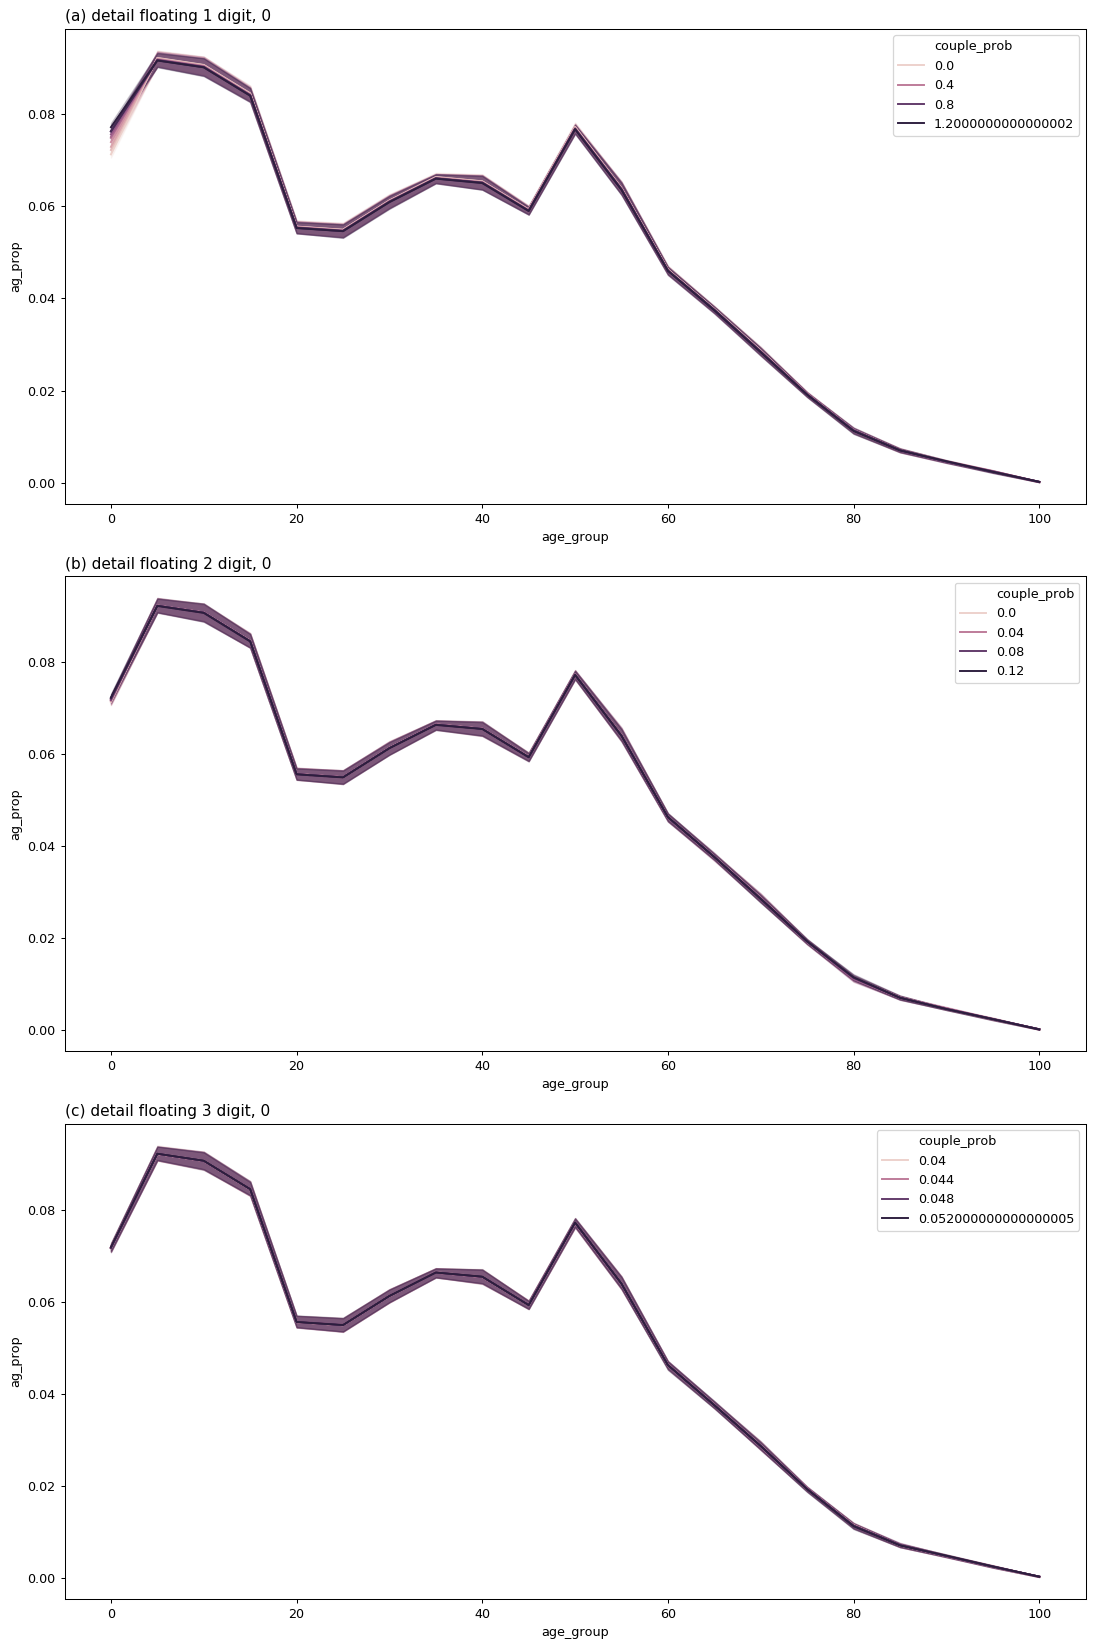 (a) detail floating 1 digit, 0
couple_prob
0.0
0.4
0.8
1.2000000000000002
0.08
0.06
0.04
0.02
0.00
ag_prop
0 20 40 60 80 100
age_group
(b) detail floating 2 digit, 0
couple_prob
0.0
0.04
0.08
0.12
0.08
0.06
0.04
0.02
0.00
ag_prop
0 20 40 60 80 100
age_group
(c) detail floating 3 digit, 0
couple_prob
0.04
0.044
0.048
0.052000000000000005
0.08
0.06
0.04
0.02
0.00
ag_prop
0 20 40 60 80 100
age_group